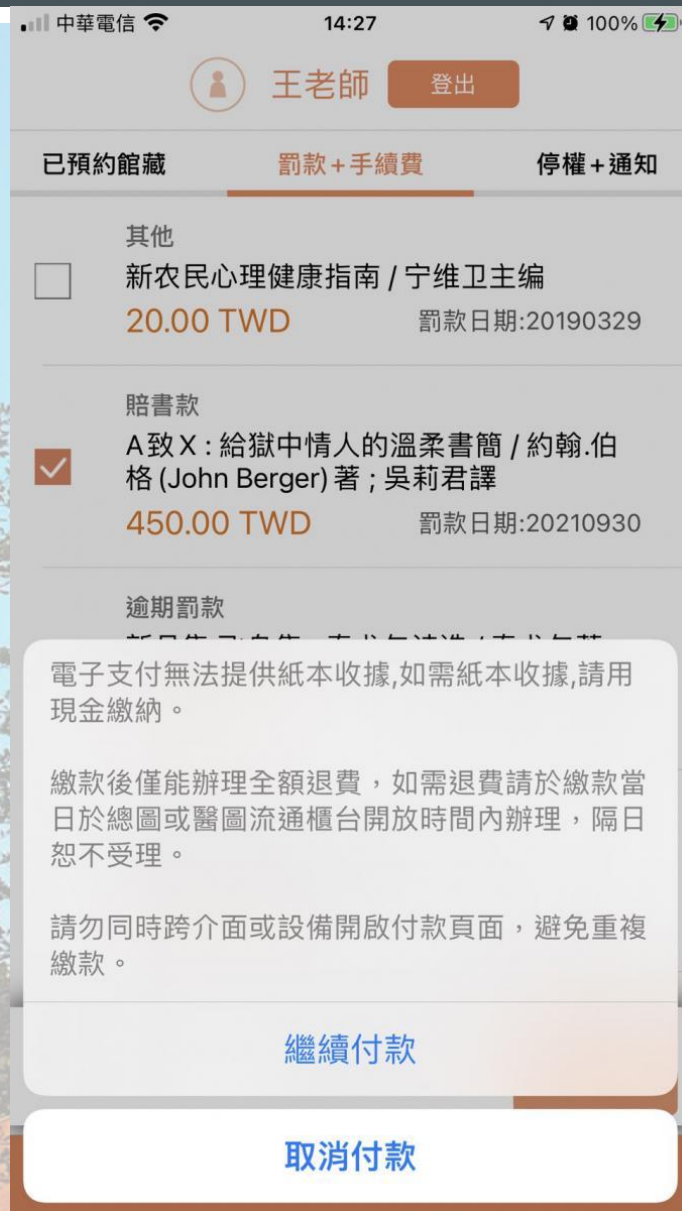 中華電信
14:27
100%
王老師
登出
已預約館藏
罰款+手續費
停權+通知
其他
新农民心理健康指南 / 宁维卫主编
20.00 TWD
罰款日期:20190329
賠書款
A致X : 給獄中情人的溫柔書簡 / 約翰.伯
格 (John Berger) 著 ; 吳莉君譯
450.00 TWD
罰款日期:20210930
逾期罰款
電子支付無法提供紙本收據,如需紙本收據,請用
現金繳納。
繳款後僅能辦理全額退費，如需退費請於繳款當
日於總圖或醫圖流通櫃台開放時間內辦理，隔日
恕不受理。
請勿同時跨介面或設備開啟付款頁面，避免重複
繳款。
繼續付款
取消付款